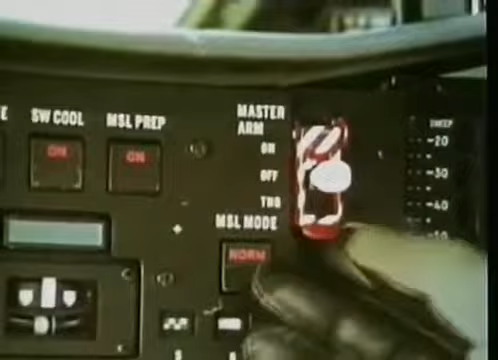 SW COOL
ON
MSL PREP
ON
MASTER
ARM
ON
OFF
TNG
MSL MODE
NORM
SWEEP
20
30
40